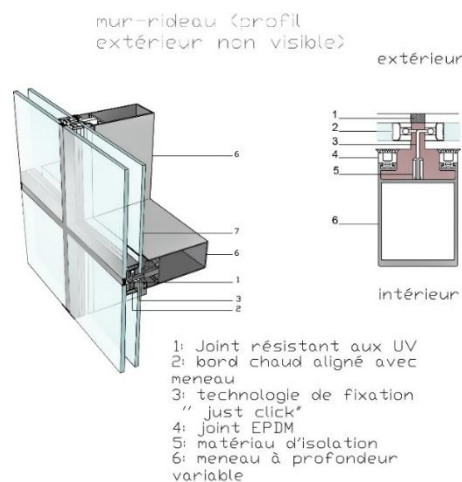 mur-rideau (profil
extérieur non visible)
extérieur
1
2
3
4
5
6
6
7
6
1
3
2
intérieur
1: Joint résistant aux UV
2: bord chaud aligné avec
meneau
3: technologie de fixation
“ just click"
4: joint EPDM
5: matériau d'isolation
6: meneau à profondeur
variable